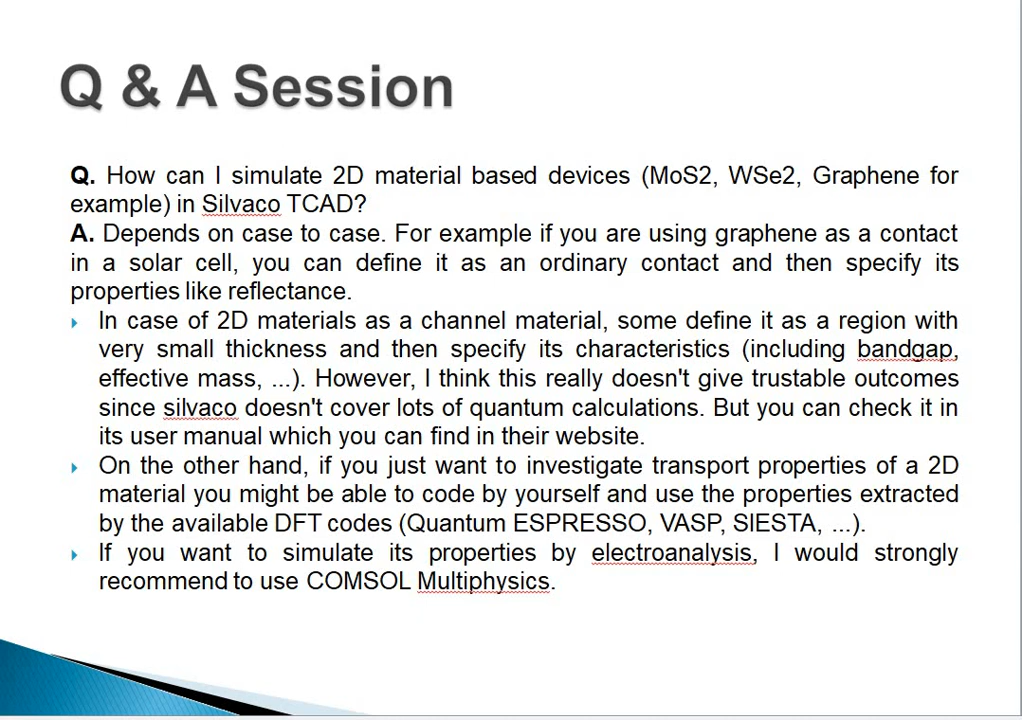 Q & A Session
Q. How can I simulate 2D material based devices (MoS2, WSe2, Graphene for
example) in Silvaco TCAD?
A. Depends on case to case. For example if you are using graphene as a contact
in a solar cell, you can define it as an ordinary contact and then specify its
properties like reflectance.
In case of 2D materials as a channel material, some define it as a region with
very small thickness and then specify its characteristics (including bandgap,
effective mass, ...). However, I think this really doesn't give trustable outcomes
since silvaco doesn't cover lots of quantum calculations. But you can check it in
its user manual which you can find in their website.
On the other hand, if you just want to investigate transport properties of a 2D
material you might be able to code by yourself and use the properties extracted
by the available DFT codes (Quantum ESPRESSO, VASP, SIESTA, ...).
If you want to simulate its properties by electroanalysis, I would strongly
recommend to use COMSOL Multiphysics.